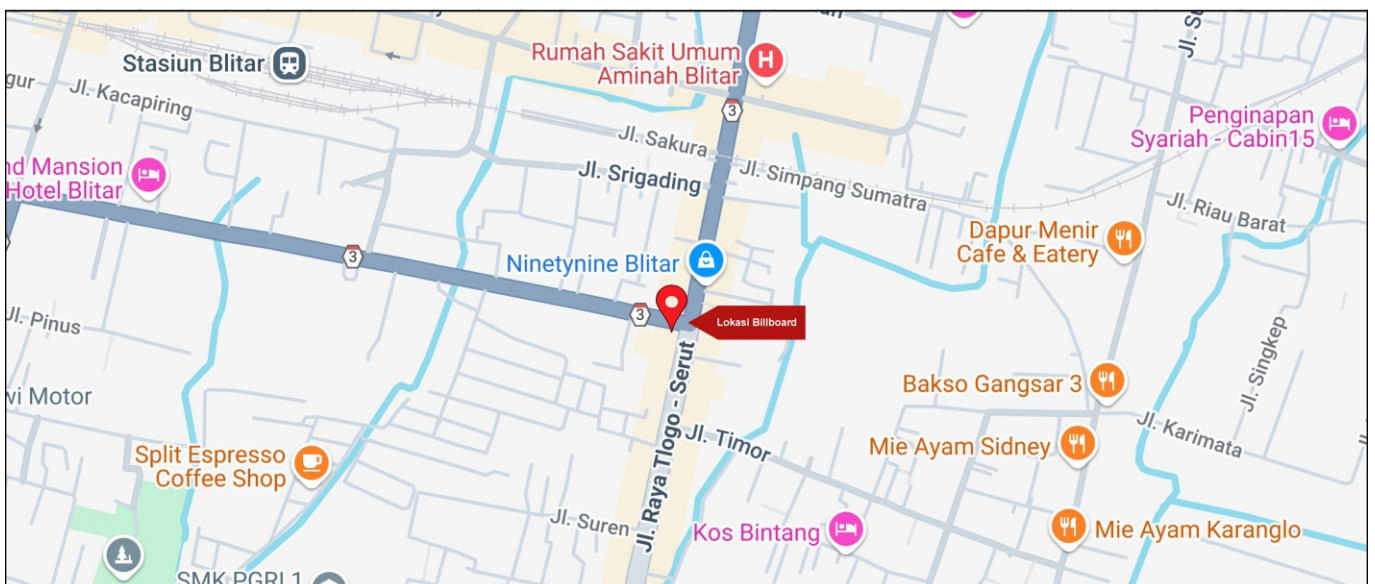 Stasiun Blitar
Rumah Sakit Umum
Aminah Blitar
gur
Jl. Kacapiring
3
Penginapan
Syariah - Cabin15
Jl. Sakura
nd Mansion
Hotel Blitar
Jl. Srigading
Jl. Simpang Sumatra
Jl. Riau Barat
Dapur Menir
Cafe & Eatery
3
Ninetynine Blitar
3
Lokasi Billboard
Jl. Pinus
Jl. Singkep
Jl. Raya Tlogo - Serut
wi Motor
Bakso Gangsar 3
Jl. Timor
Jl. Karimata
Mie Ayam Sidney
Split Espresso
Coffee Shop
Jl. Suren
Kos Bintang
Mie Ayam Karanglo
SMK PGRI 1